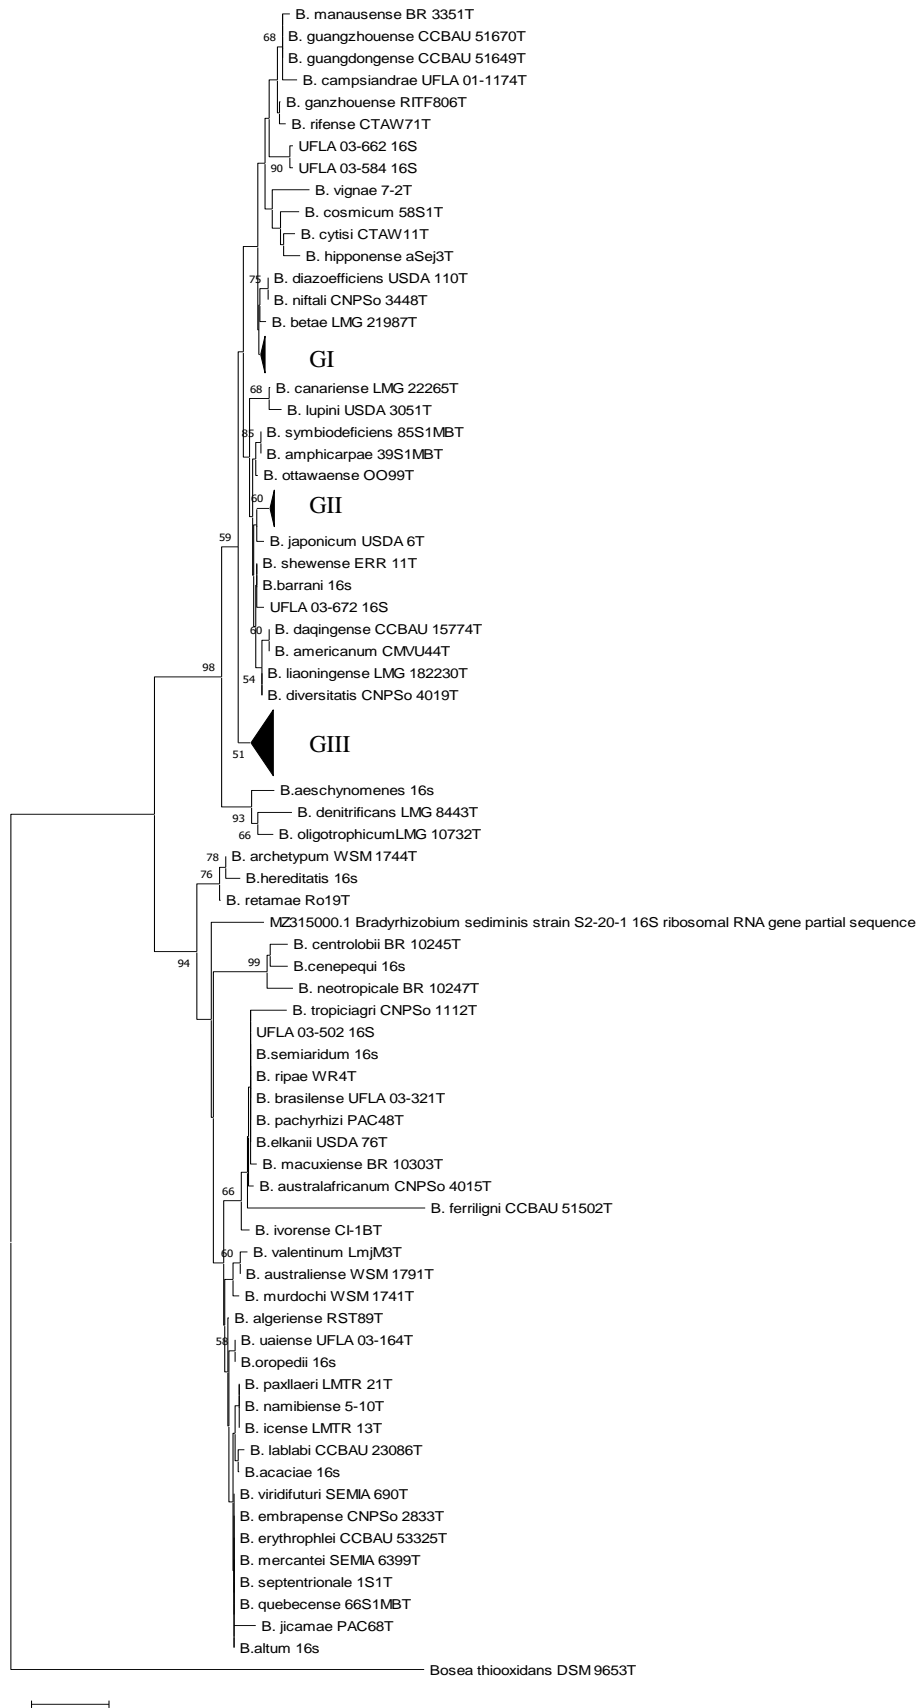 B. manausense BR 3351T
68
B. guangzhouense CCBAU 51670T
B. guangdongense CCBAU 51649T
B. campsiandrae UFLA 01-1174T
B. ganzhouense RITF806T
B. rifense CTAW71T
UFLA 03-662 16S
90
UFLA 03-584 16S
B. vignae 7-2T
B. cosmicum 58S1T
B. cytisi CTAW11T
B. hipponense aSej3T
75
B. diazoefficiens USDA 110T
B. niftali CNPSo 3448T
B. betae LMG 21987T
GI
68
B. canariense LMG 22265T
B. lupini USDA 3051T
85
B. symbiodeficiens 85S1MBT
B. amphicarpae 39S1MBT
B. ottawaense OO99T
60
GII
59
B. japonicum USDA 6T
B. shewense ERR 11T
B.barrani 16s
UFLA 03-672 16S
60
B. daqingense CCBAU 15774T
B. americanum CMVU44T
98
B. liaoningense LMG 182230T
54
B. diversitatis CNPSo 4019T
GIII
51
B.aeschynomenes 16s
93
B. denitrificans LMG 8443T
66
B. oligotrophicumLMG 10732T
78
B. archetypum WSM 1744T
76
B.hereditatis 16s
B. retamae Ro19T
MZ315000.1 Bradyrhizobium sediminis strain S2-20-1 16S ribosomal RNA gene partial sequence
94
B. centrolobii BR 10245T
99
B.cenepequi 16s
B. neotropicale BR 10247T
B. tropiciagri CNPSo 1112T
UFLA 03-502 16S
B.semiaridum 16s
B. ripae WR4T
B. brasilense UFLA 03-321T
B. pachyrhizi PAC48T
B.elkanii USDA 76T
B. macuxiense BR 10303T
66
B. australafricanum CNPSo 4015T
B. ferriligni CCBAU 51502T
B. ivorense CI-1BT
60
B. valentinum LmjM3T
B. australiense WSM 1791T
B. murdochi WSM 1741T
B. algeriense RST89T
58
B. uaiense UFLA 03-164T
B.oropedii 16s
B. paxllaeri LMTR 21T
B. namibiense 5-10T
B. icense LMTR 13T
B. lablabi CCBAU 23086T
B.acaciae 16s
B. viridifuturi SEMIA 690T
B. embrapense CNPSo 2833T
B. erythrophlei CCBAU 53325T
B. mercantei SEMIA 6399T
B. septentrionale 1S1T
B. quebecense 66S1MBT
B. jicamae PAC68T
B.altum 16s
Bosea thiooxidans DSM 9653T